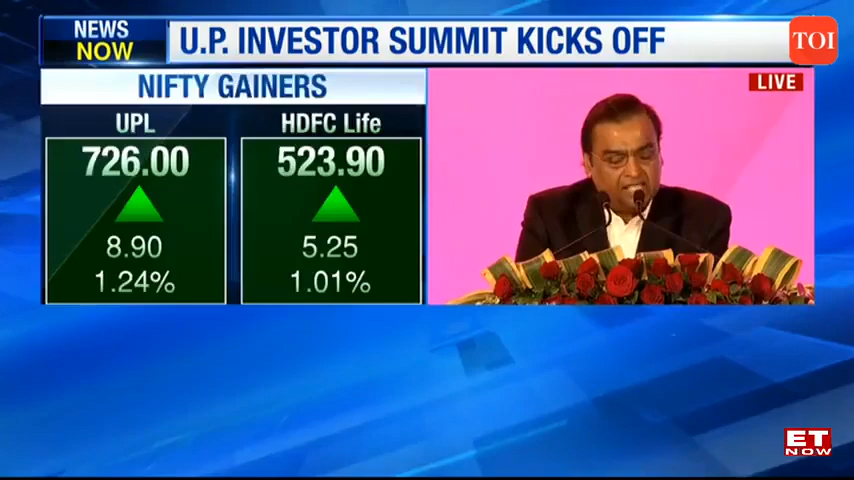 NEWS
NOW
U.P. INVESTOR SUMMIT KICKS OFF
TOI
NIFTY GAINERS
LIVE
UPL
726.00
8.90
1.24%
HDFC Life
523.90
5.25
1.01%
ET
NOW